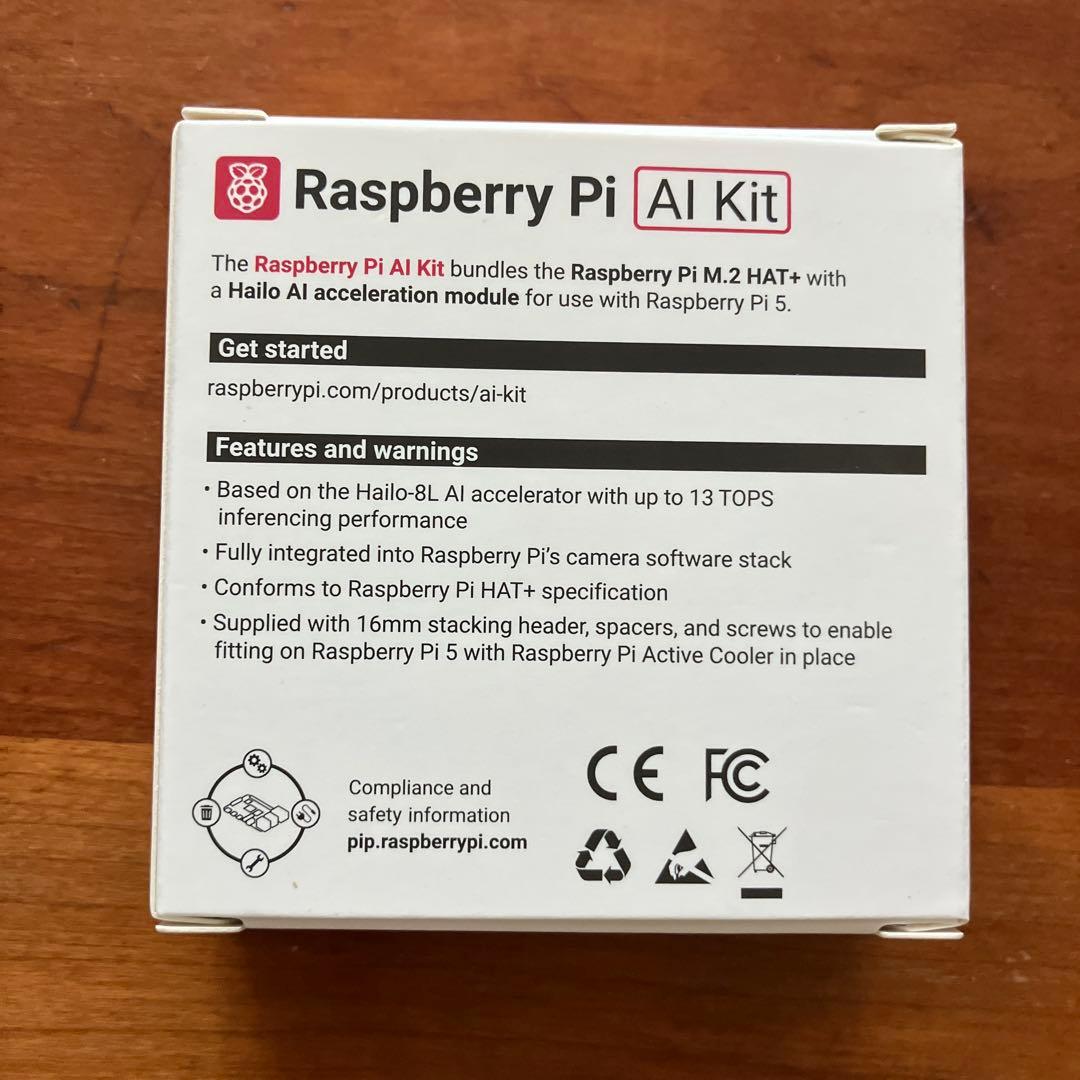 Raspberry Pi AI Kit
The Raspberry Pi AI Kit bundles the Raspberry Pi M.2 HAT+ with
a Hailo AI acceleration module for use with Raspberry Pi 5.
Get started
raspberrypi.com/products/ai-kit
Features and warnings
• Based on the Hailo-8L AI accelerator with up to 13 TOPS
inferencing performance
• Fully integrated into Raspberry Pi’s camera software stack
• Conforms to Raspberry Pi HAT+ specification
• Supplied with 16mm stacking header, spacers, and screws to enable
fitting on Raspberry Pi 5 with Raspberry Pi Active Cooler in place
Compliance and
safety information
pip.raspberrypi.com
CE FC